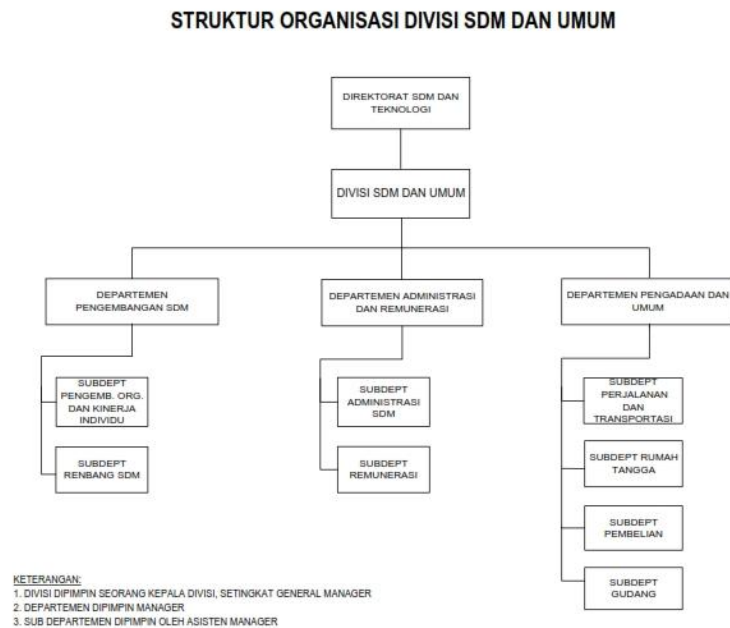 STRUKTUR ORGANISASI DIVISI SDM DAN UMUM
DIREKTORAT SDM DAN
TEKNOLOGI
DIVISI SDM DAN UMUM
DEPARTEMEN
PENGEMBANGAN SDM
DEPARTEMEN ADMINISTRASI
DAN REMUNERASI
DEPARTEMEN PENGADAAN DAN
UMUM
SUBDEPT
PENGEMB. ORG.
DAN KINERJA
INDIVIDU
SUBDEPT
RENBANG SDM
SUBDEPT
ADMINISTRASI
SDM
SUBDEPT
REMUNERASI
SUBDEPT
PERJALANAN
DAN
TRANSPORTASI
SUBDEPT RUMAH
TANGGA
SUBDEPT
PEMBELIAN
SUBDEPT
GUDANG
KETERANGAN:
1. DIVISI DIPIMPIN SEORANG KEPALA DIVISI, SETINGKAT GENERAL MANAGER
2. DEPARTEMEN DIPIMPIN MANAGER
3. SUB DEPARTEMEN DIPIMPIN OLEH ASISTEN MANAGER